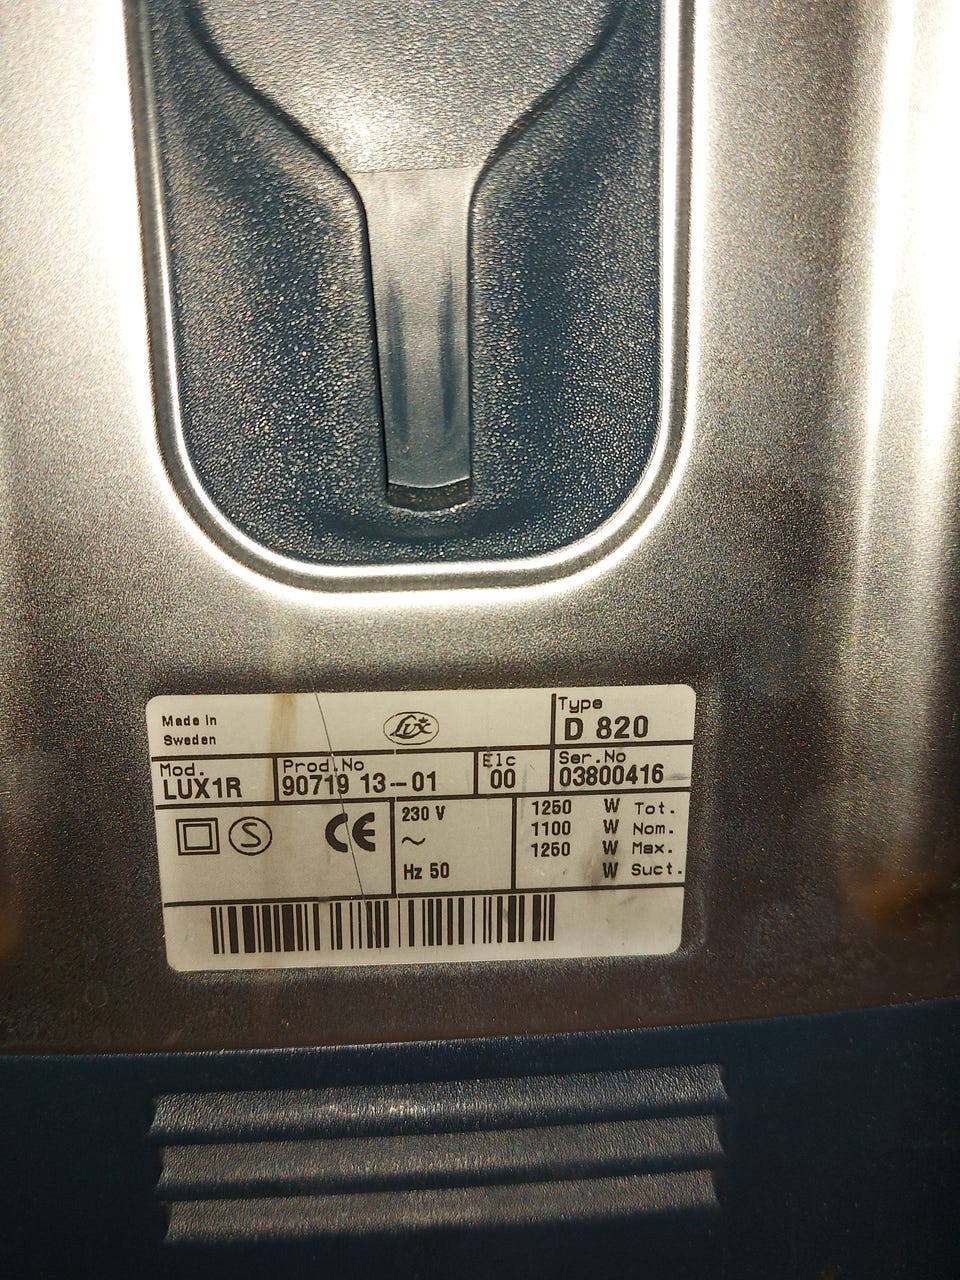 Made in
Sweden
Lux
Type
D 820
Mod.
LUX1R
Prod.No
90719 13-01
Elc
00
Ser.No
03800416
S
CE
230 V
~
Hz 50
1250 W Tot.
1100 W Nom.
1250 W Max.
W Suct.